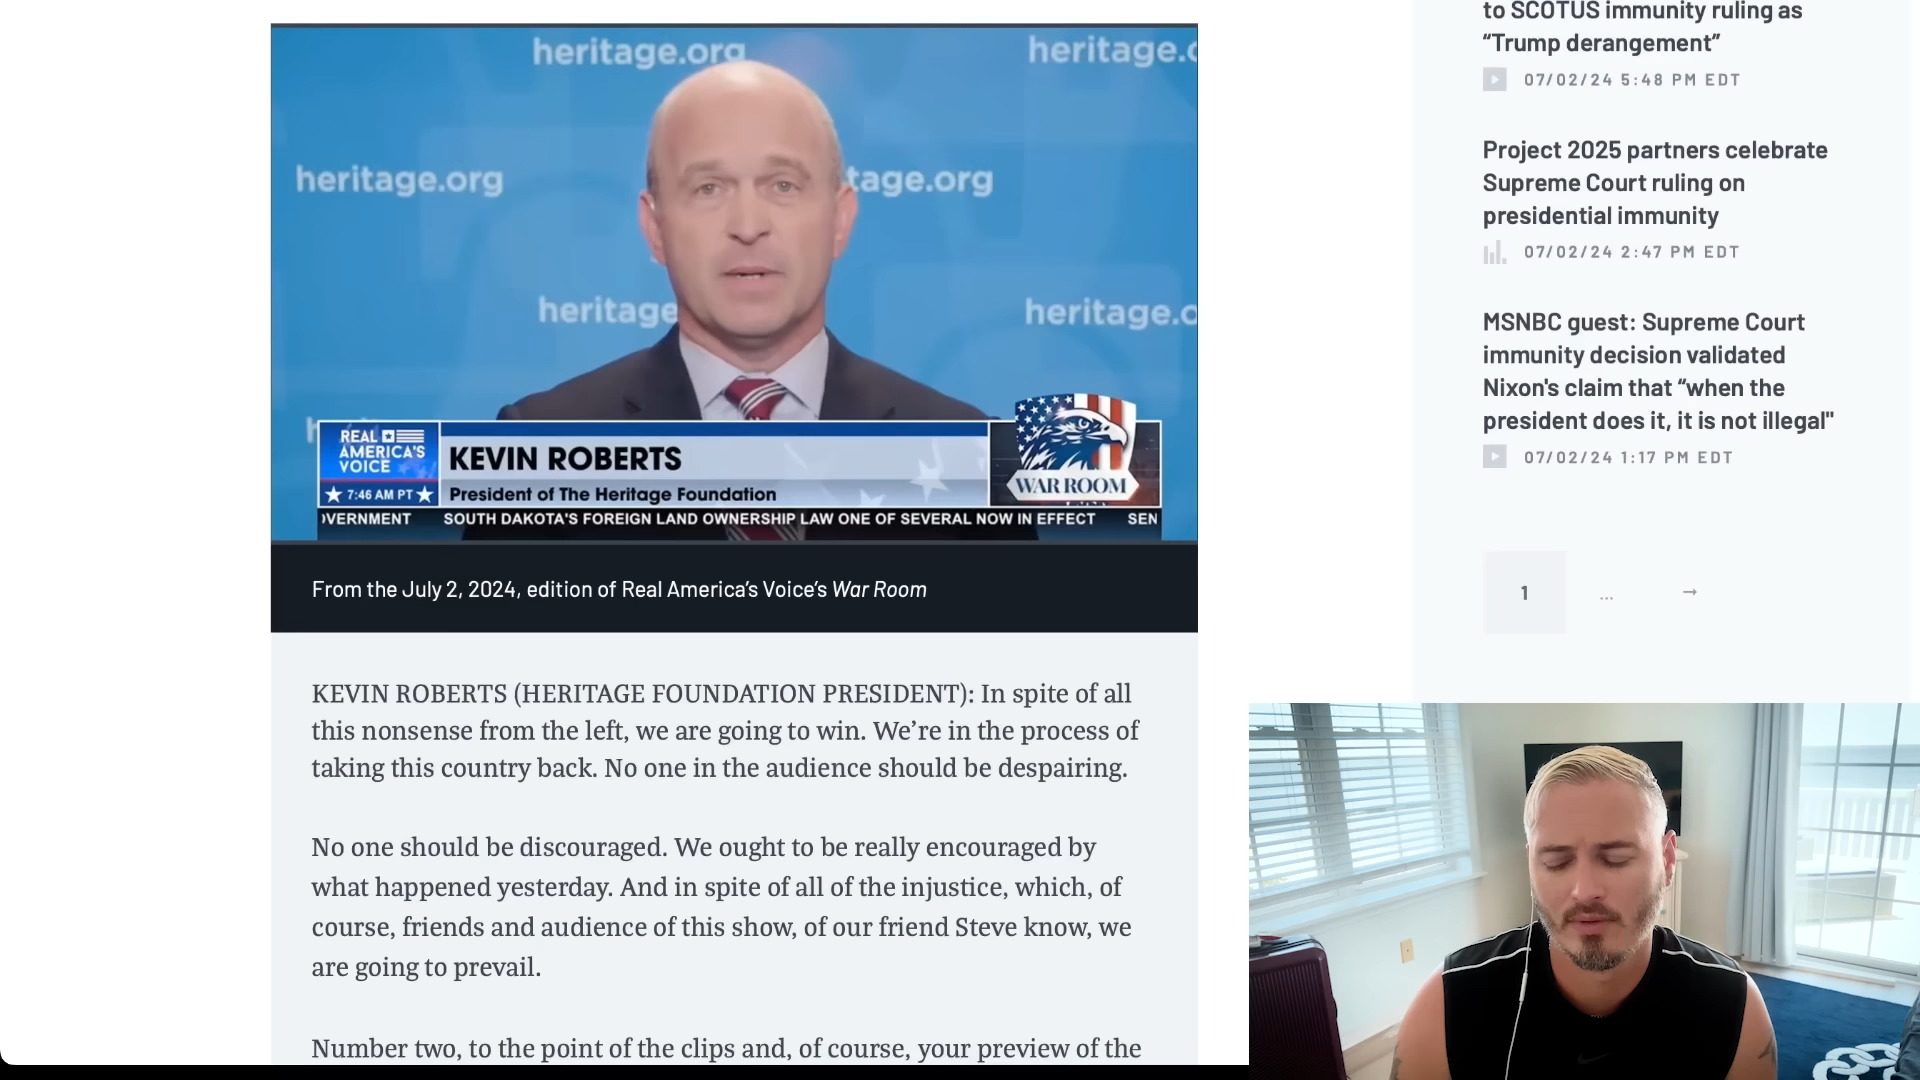 heritage.org
heritage.o
heritage.org
tage.org
heritage
heritage.o
REAL
AMERICA'S
VOICE
7:46 AM PT
KEVIN ROBERTS
President of The Heritage Foundation
WAR ROOM
OVERNMENT SOUTH DAKOTA'S FOREIGN LAND OWNERSHIP LAW ONE OF SEVERAL NOW IN EFFECT SEN
From the July 2, 2024, edition of Real America’s Voice’s War Room
KEVIN ROBERTS (HERITAGE FOUNDATION PRESIDENT): In spite of all
this nonsense from the left, we are going to win. We’re in the process of
taking this country back. No one in the audience should be despairing.
No one should be discouraged. We ought to be really encouraged by
what happened yesterday. And in spite of all of the injustice, which, of
course, friends and audience of this show, of our friend Steve know, we
are going to prevail.
Number two, to the point of the clips and, of course, your preview of the
to SCOTUS immunity ruling as
“Trump derangement”
07/02/24 5:48 PM EDT
Project 2025 partners celebrate
Supreme Court ruling on
presidential immunity
07/02/24 2:47 PM EDT
MSNBC guest: Supreme Court
immunity decision validated
Nixon's claim that “when the
president does it, it is not illegal"
07/02/24 1:17 PM EDT
1 ... →